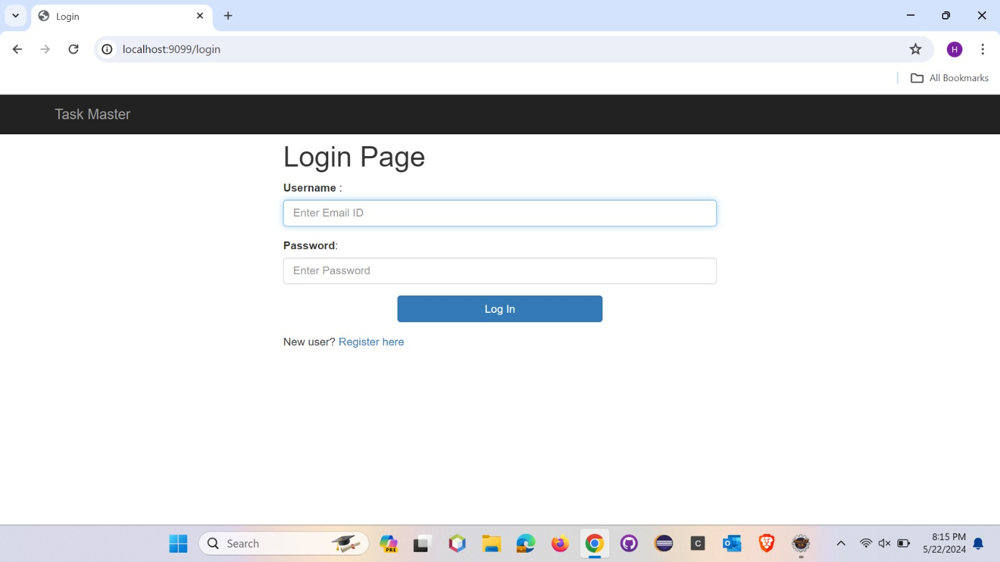 Login
localhost:9099/login
H
All Bookmarks
Task Master
Login Page
Username :
Enter Email ID
Password:
Enter Password
Log In
New user? Register here
Search
PRE
C
8:15 PM
5/22/2024